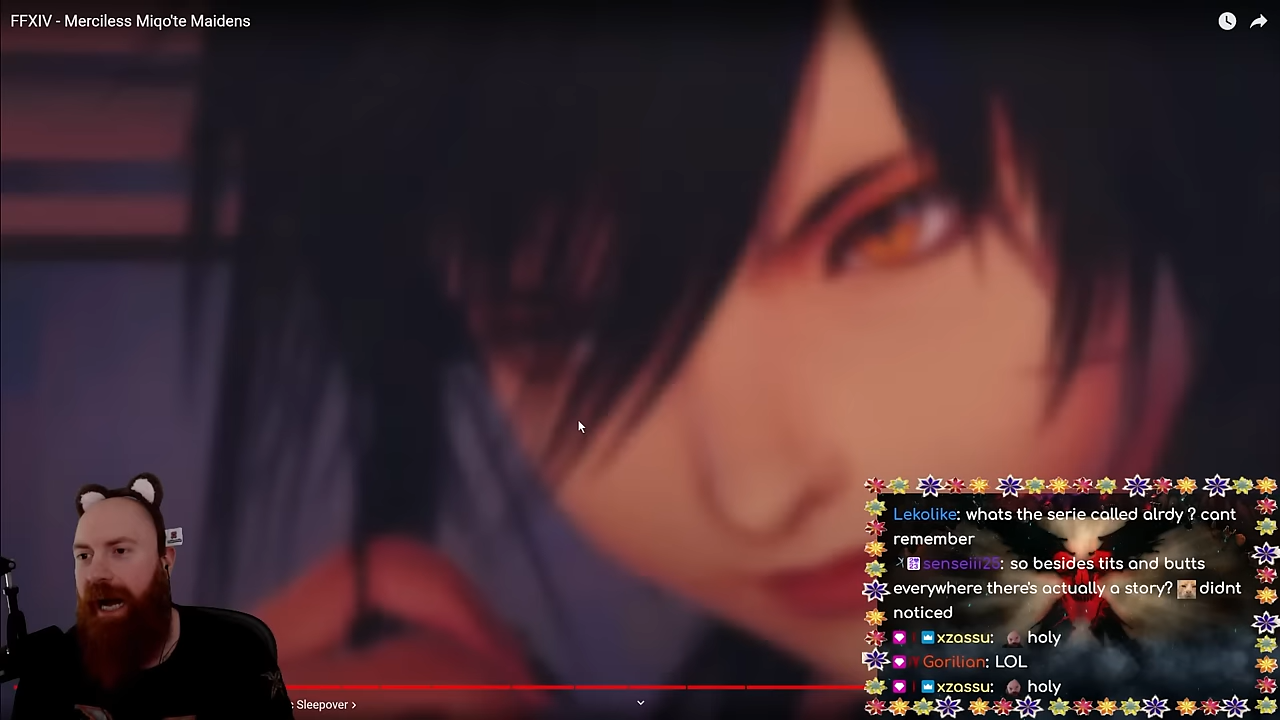 FFXIV - Merciless Miqo'te Maidens
Lekolike: whats the serie called alrdy ? cant
remember
senseiii25: so besides tits and butts
everywhere there's actually a story? didnt
noticed
xzassu: holy
Gorilian: LOL
xzassu: holy
Sleepover ›